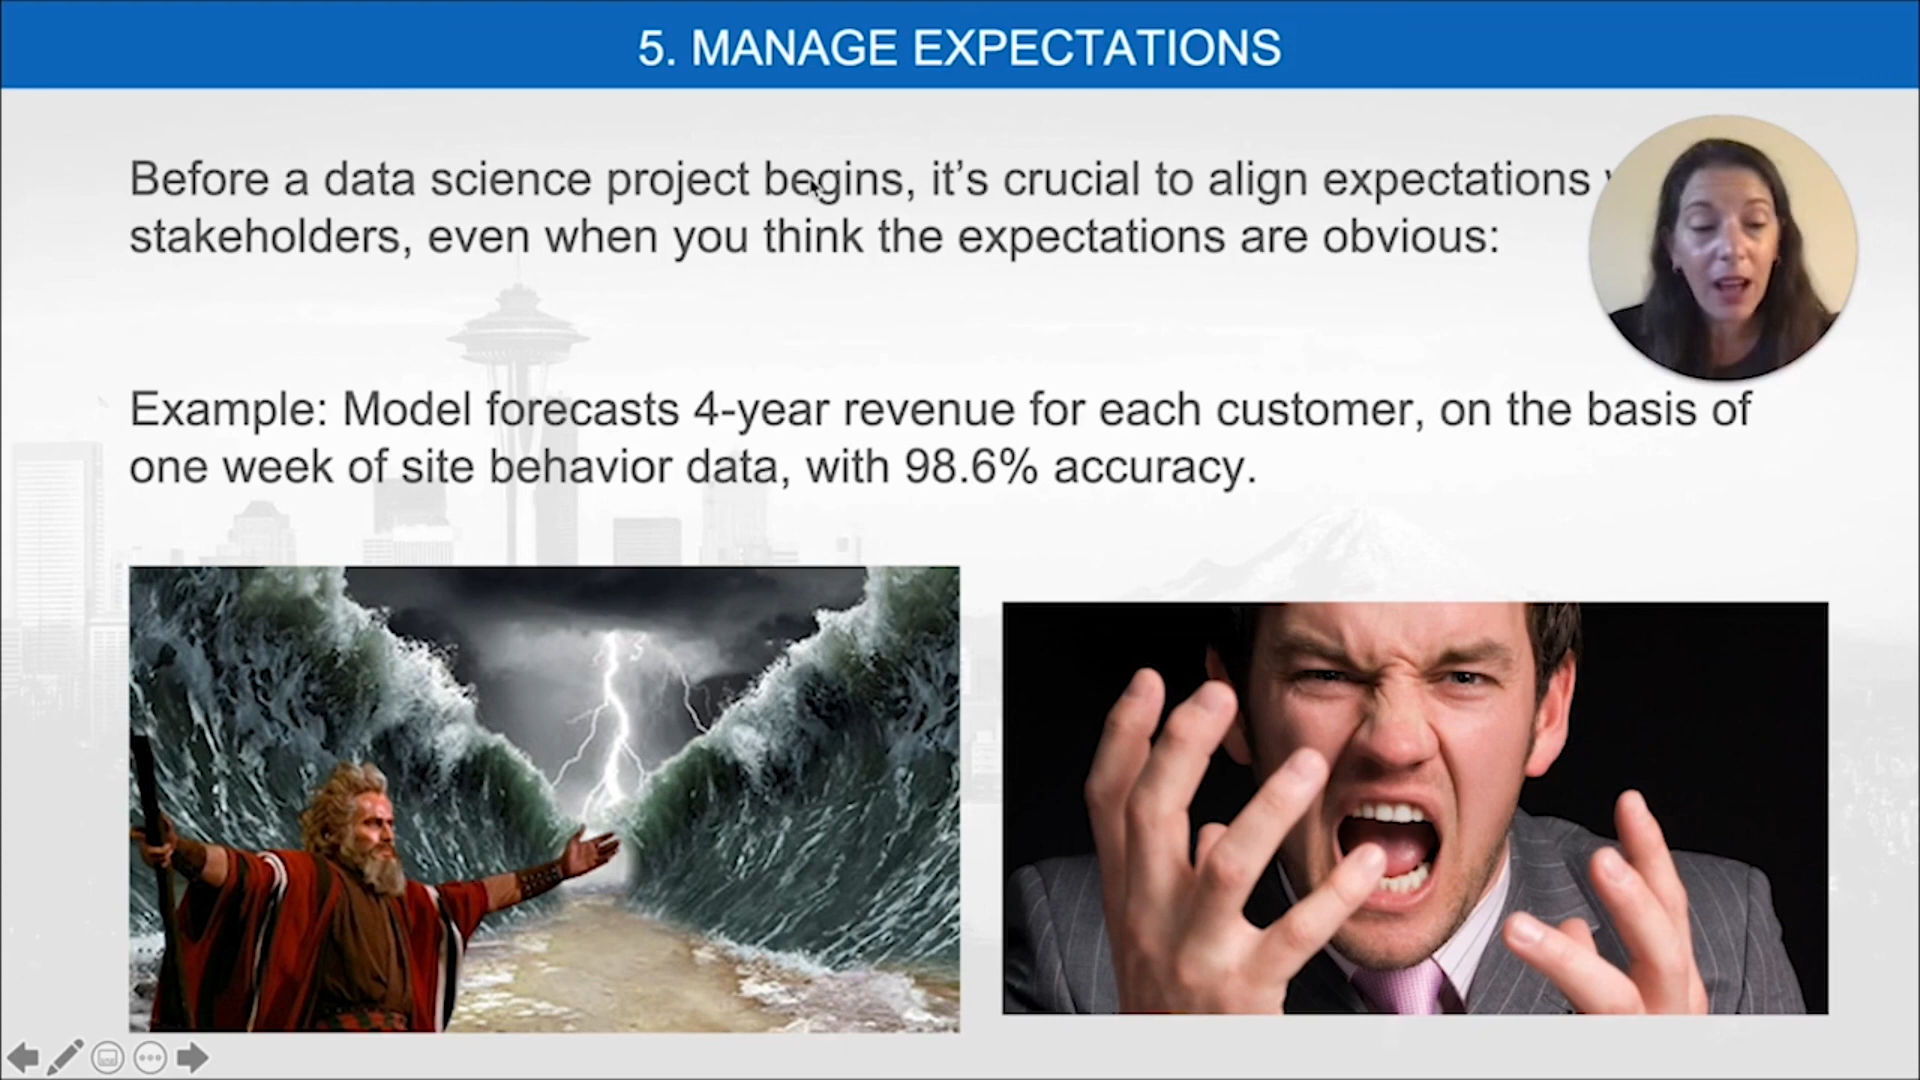 5. MANAGE EXPECTATIONS
Before a data science project begins, it’s crucial to align expectations
stakeholders, even when you think the expectations are obvious:
Example: Model forecasts 4-year revenue for each customer, on the basis of
one week of site behavior data, with 98.6% accuracy.